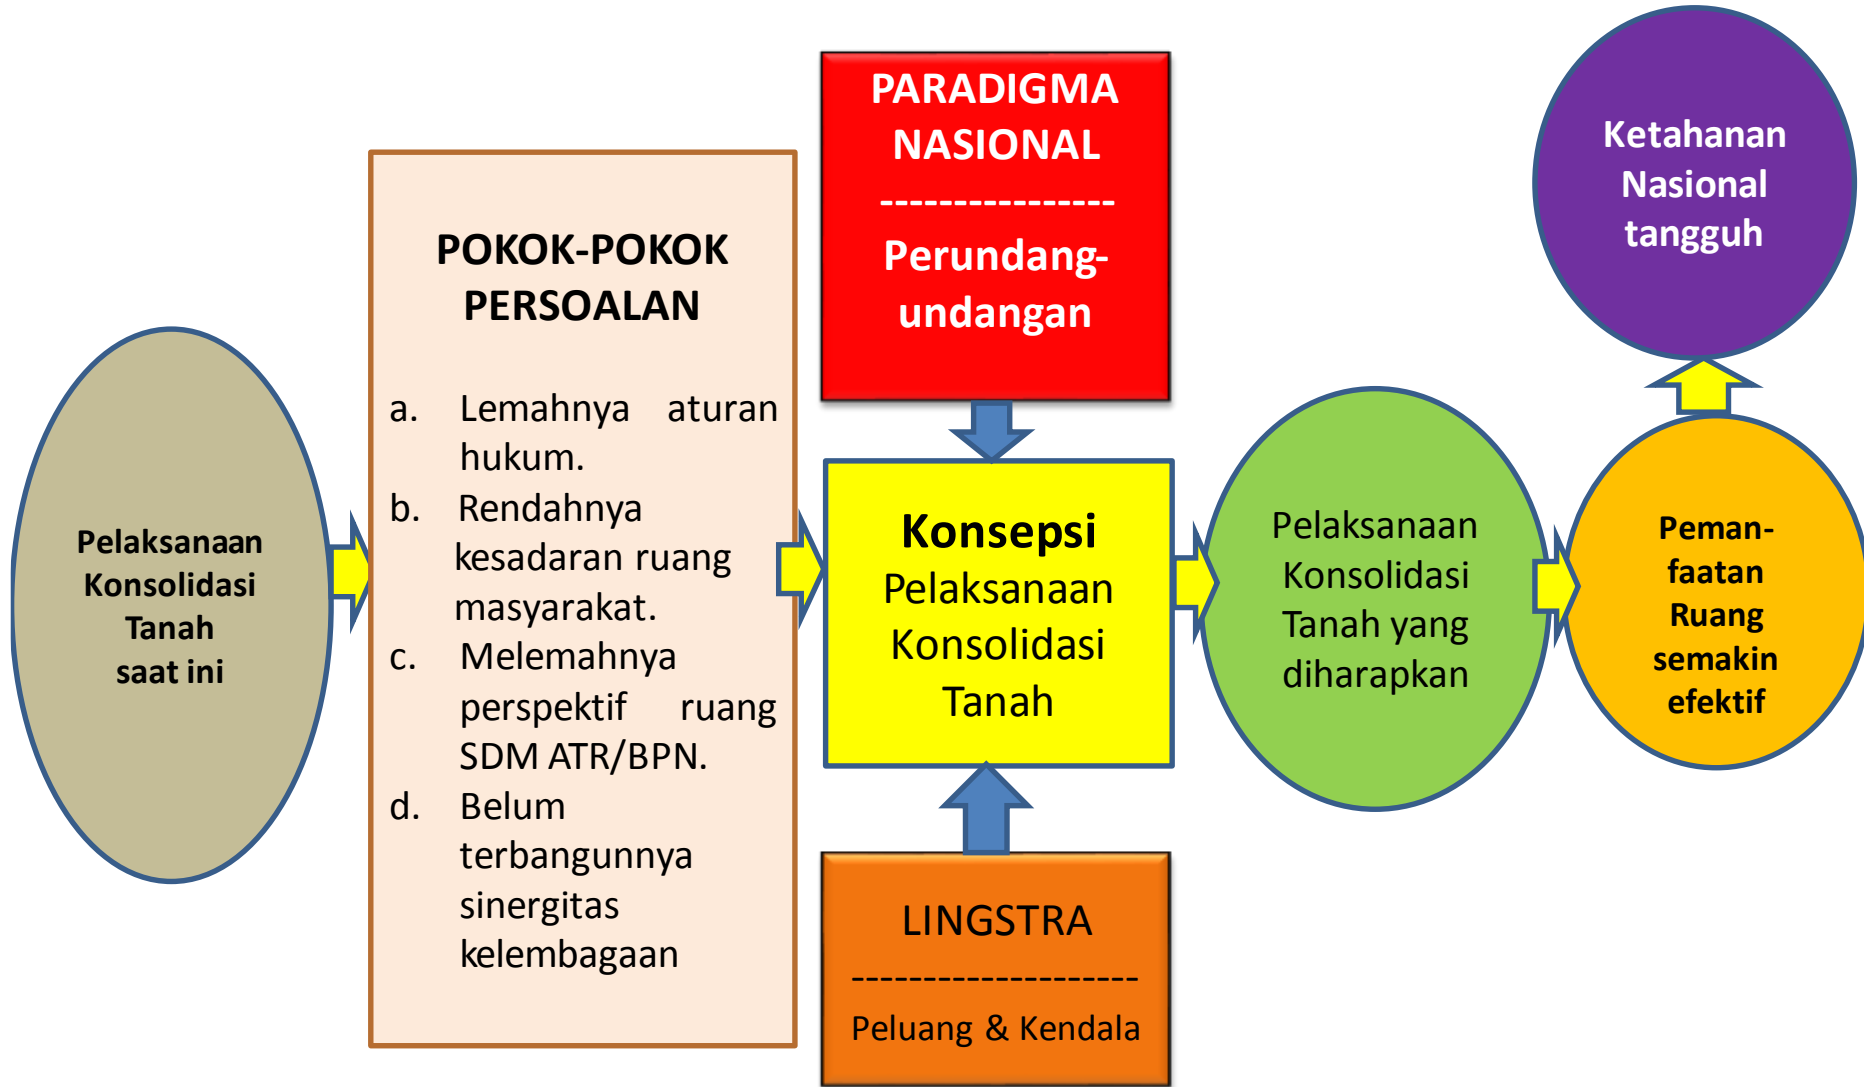 Pelaksanaan
Konsolidasi
Tanah
saat ini
POKOK-POKOK
PERSOALAN
a. Lemahnya aturan
hukum.
b. Rendahnya
kesadaran ruang
masyarakat.
c. Melemahnya
perspektif ruang
SDM ATR/BPN.
d. Belum
terbangunnya
sinergitas
kelembagaan
PARADIGMA
NASIONAL
----------------
Perundang-
undangan
Konsepsi
Pelaksanaan
Konsolidasi
Tanah
LINGSTRA
--------------------
Peluang & Kendala
Pelaksanaan
Konsolidasi
Tanah yang
diharapkan
Peman-
faatan
Ruang
semakin
efektif
Ketahanan
Nasional
tangguh